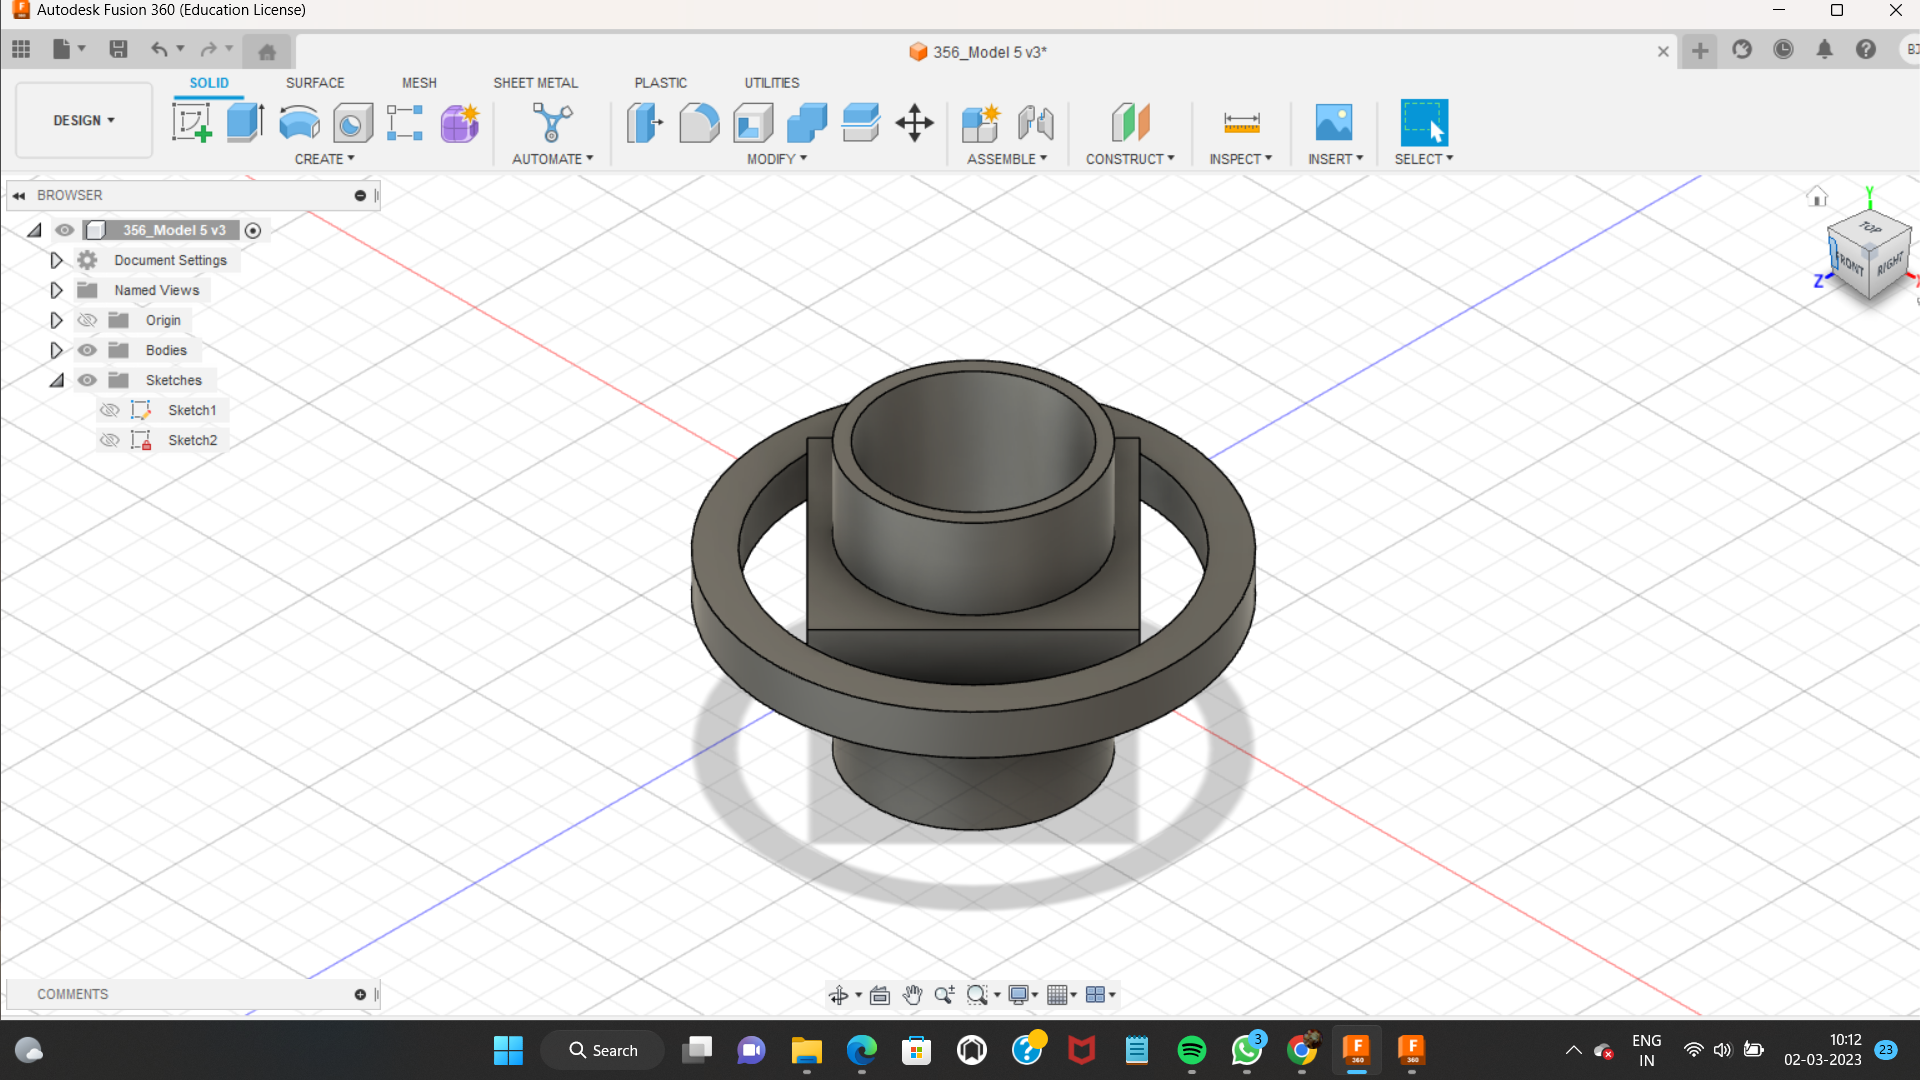 Autodesk Fusion 360 (Education License)
356_Model 5 v3*
SOLID SURFACE MESH SHEET METAL PLASTIC UTILITIES
DESIGN
CREATE AUTOMATE MODIFY ASSEMBLE CONSTRUCT INSPECT INSERT SELECT
BROWSER
356_Model 5 v3
Document Settings
Named Views
Origin
Bodies
Sketches
Sketch1
Sketch2
Y
TOP
FRONT RIGHT
Z X
COMMENTS
Search
3
F
360
F
360
ENG
IN
10:12
02-03-2023
23